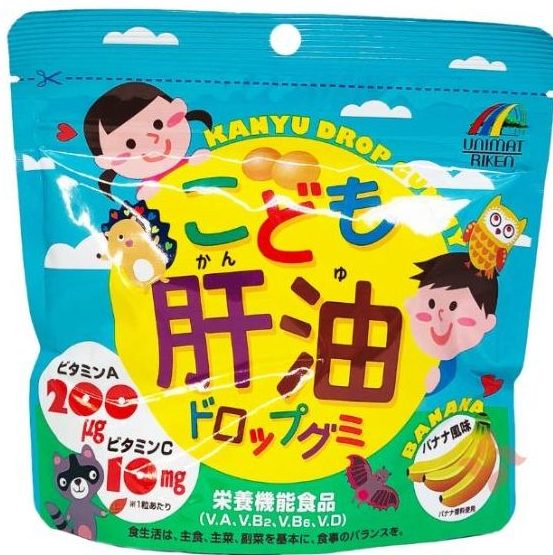 KANYU DROP GUMMY
UNIMAT
RIKEN
こども
かんゆ
肝油
ドロップグミ
ビタミンA
200
μg
ビタミンC
10mg
※1粒あたり
BANANA
バナナ風味
バナナ香料使用
栄養機能食品
(V.A、V.B2、V.B6、V.D)
食生活は、主食、主菜、副菜を基本に、食事のバランスを。